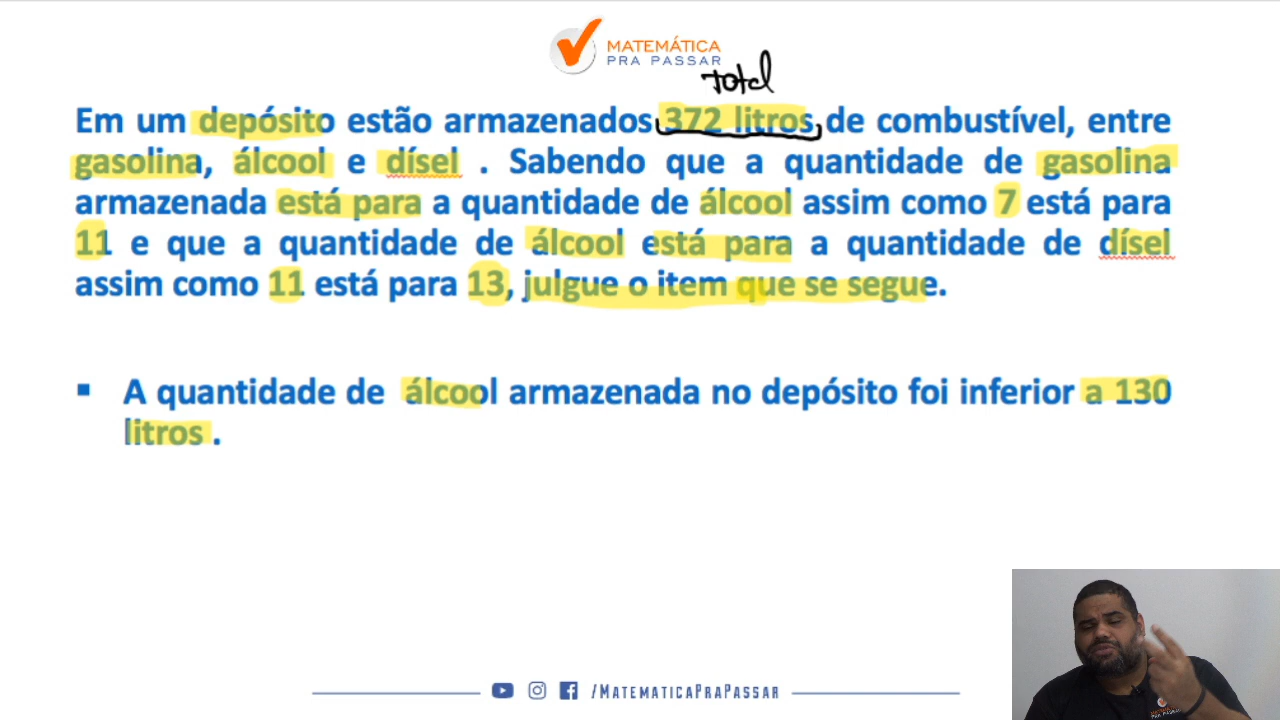 MATEMÁTICA
PRA PASSAR
Total
Em um depósito estão armazenados 372 litros de combustível, entre
gasolina, álcool e dísel . Sabendo que a quantidade de gasolina
armazenada está para a quantidade de álcool assim como 7 está para
11 e que a quantidade de álcool está para a quantidade de dísel
assim como 11 está para 13, julgue o item que se segue.
▪ A quantidade de álcool armazenada no depósito foi inferior a 130
litros .
/MATEMATICAPRAPASSAR
MATEMÁTICA
PRA PASSAR